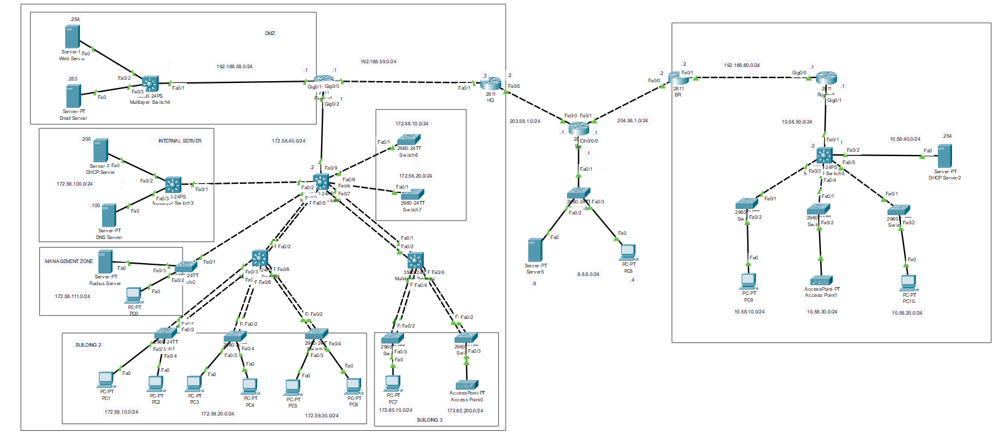 .254
DMZ
Fa0
Web Server
192.168.58.0/24
.1
.1
192.168.59.0/24
.2
.2
.253
Fa0/2
Fa0/3
Fa0/1
Gig0/1
Gig0/0
Fa0/1
Fa0/0
Multilayer Switch4
2811
HQ
Fa0
Server-PT
Email Server
Gig0/2
.2
.2
Fa0/0
Fa0/1
2811
BR
192.168.60.0/24
.1
Gig0/0
.1
Gig0/1
203.58.1.0/24
Fa0/0
Fa0/1
204.58.1.0/24
.1
.1
Eth0/0/0
.1
10.58.50.0/24
.2
Fa0/1
Fa0/2
10.58.40.0/24
.254
Fa0
Server-PT
DHCP Server2
Fa0/3
Fa0/5
Fa0/4
.200
INTERNAL SERVER
Fa0
DHCP Server
172.58.100.0/24
Fa0/2
Fa0/1
Fa0/3
.100
Fa0
Server-PT
DNS Server
172.58.40.0/24
172.58.10.0/24
Fa0/1
2960-24TT
Switch6
172.58.20.0/24
Fa0/1
2960-24TT
Switch7
.2
Fa0/9
Fa0/8
Fa0/6
Fa0/7
Fa0/2
Fa0/5
Fa0/1
Fa0/3
Fa0/2
Fa0
Fa0
Server-PT
Server5
.8
8.8.8.0/24
PC-PT
PC8
.4
Fa0/1
Fa0/2
Fa0
PC-PT
PC9
10.58.10.0/24
Fa0/1
Fa0/2
AccessPoint-PT
Access Point1
10.58.30.0/24
Fa0/1
Fa0/2
Fa0
PC-PT
PC10
10.58.20.0/24
MANAGEMENT ZONE
Fa0
Server-PT
Radius Server
Fa0/3
Fa0/1
Fa0/2
Fa0
172.58.111.0/24
PC-PT
PC0
Fa0/2
Fa0/3
Fa0/8
Fa0/6
Fa0/1
Fa0/2
Fa0/6
Fa0/4
BUILDING 2
Fa0/1
Fa0/2
Fa0/3
Fa0/4
Fa0
Fa0
PC-PT
PC1
PC-PT
PC2
172.59.10.0/24
Fa0/2
Fa0/3
Fa0/4
Fa0
Fa0
PC-PT
PC3
PC-PT
PC4
172.59.20.0/24
Fa0/2
Fa0/3
Fa0/4
Fa0
Fa0
PC-PT
PC5
PC-PT
PC6
172.59.30.0/24
Fa0/2
Fa0/3
Fa0
PC-PT
PC7
172.60.10.0/24
Fa0/2
Fa0/3
AccessPoint-PT
Access Point0
172.60.200.0/24
BUILDING 3